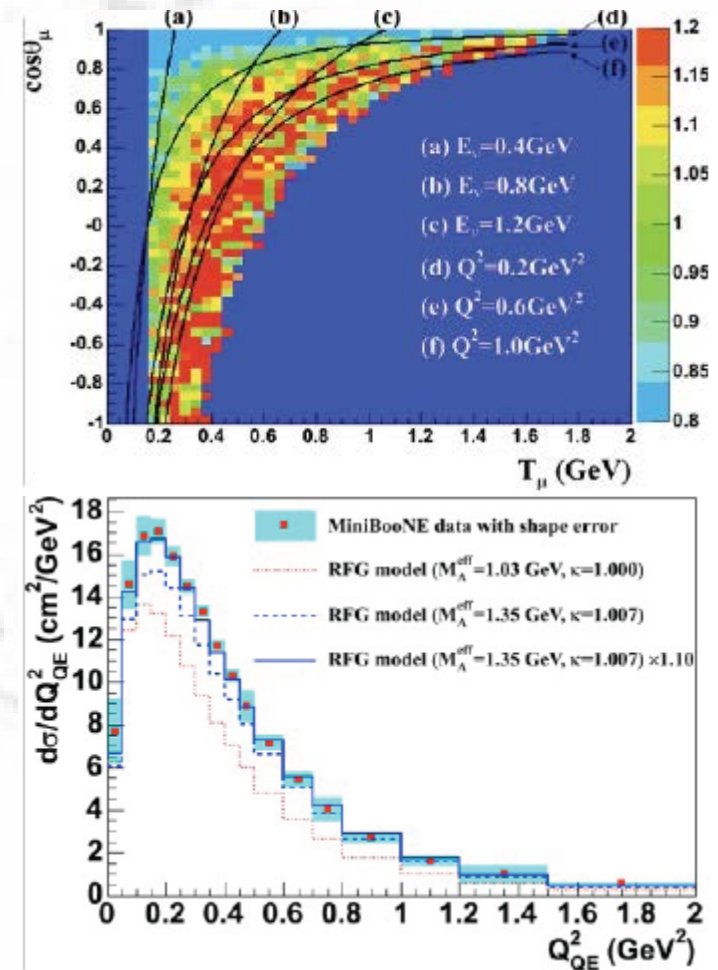 (a) (b) (c) (d)
(e)
(f)
cosθμ
1
0.8
0.6
0.4
0.2
-0
-0.2
-0.4
-0.6
-0.8
-1
(a) Eν=0.4GeV
(b) Eν=0.8GeV
(c) Eν=1.2GeV
(d) Q²=0.2GeV²
(e) Q²=0.6GeV²
(f) Q²=1.0GeV²
1.2
1.15
1.1
1.05
1
0.95
0.9
0.85
0.8
0 0.2 0.4 0.6 0.8 1 1.2 1.4 1.6 1.8 2
Tμ (GeV)
dσ/dQ²QE (cm²/GeV²)
18
16
14
12
10
8
6
4
2
0
MiniBooNE data with shape error
RFG model (M_A^eff=1.03 GeV, κ=1.000)
RFG model (M_A^eff=1.35 GeV, κ=1.007)
RFG model (M_A^eff=1.35 GeV, κ=1.007) ×1.10
0 0.2 0.4 0.6 0.8 1 1.2 1.4 1.6 1.8 2
Q²QE (GeV²)